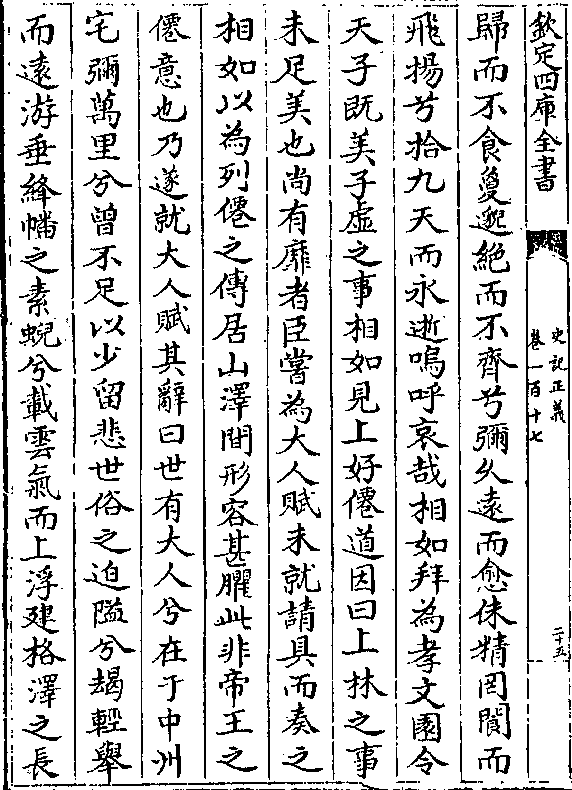 欽定四庫全書
史記正義
卷一百十七
二十五
歸而不食夐邈絕而不齊兮彌久遠而愈佅精罔閬而
飛揚兮拾九天而永逝嗚呼哀哉相如拜為孝文園令
天子既美子虛之事相如見上好僊道因曰上林之事
未足美也尚有靡者臣嘗為大人賦未就請具而奏之
相如以為列僊之傳居山澤間形容甚臞此非帝王之
僊意也乃遂就大人賦其辭曰世有大人兮在于中州
宅彌萬里兮曾不足以少留悲世俗之迫隘兮朅輕舉
而遠游垂絳幡之素蜺兮載雲氣而上浮建格澤之長